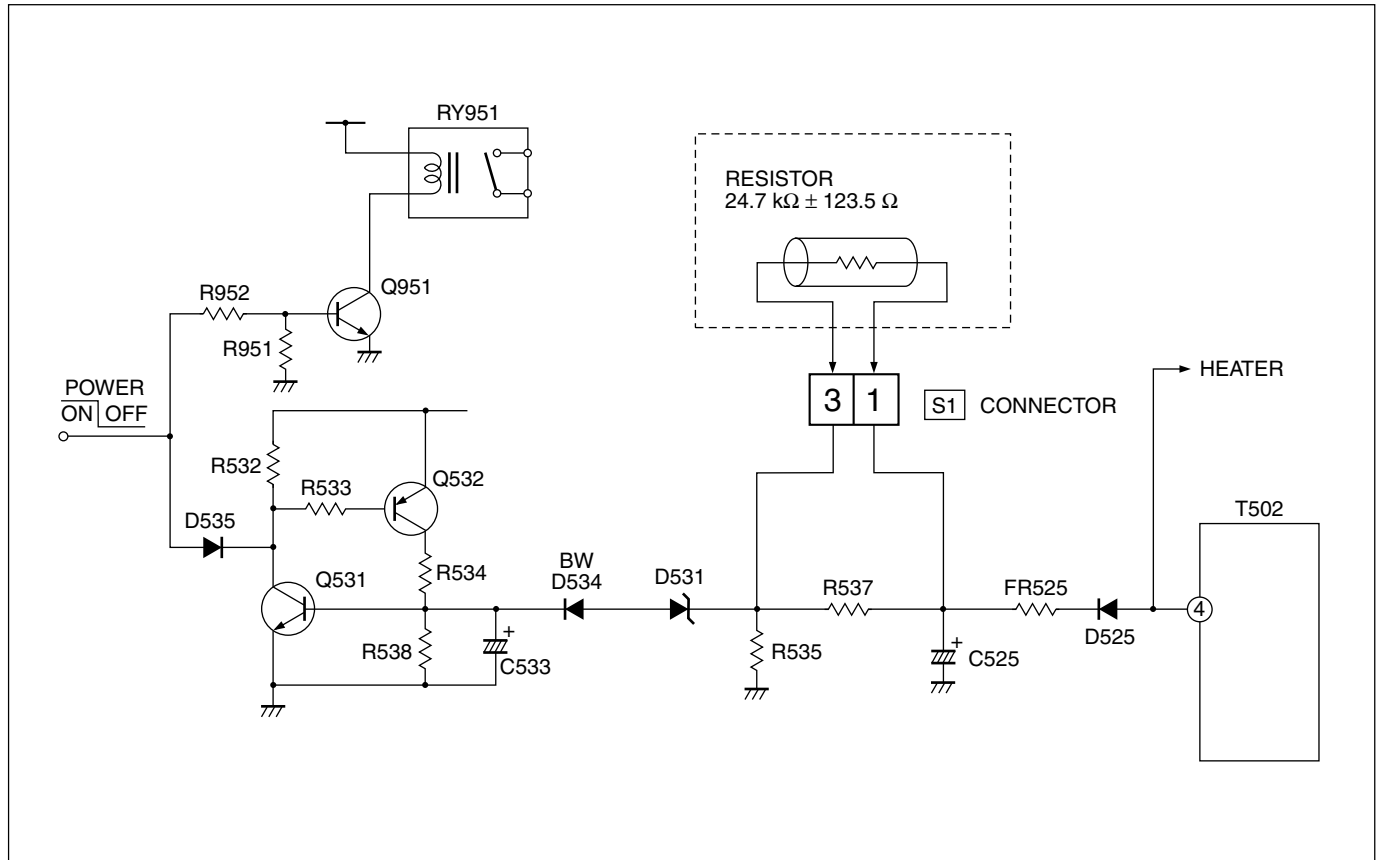 RY951
RESISTOR
24.7 kΩ ± 123.5 Ω
R952
Q951
R951
POWER
ON OFF
3 1
S1 CONNECTOR
HEATER
R532
R533
Q532
D535
T502
Q531
R534
BW
D534
D531
R537
FR525
4
D525
R538
+
C533
R535
+
C525